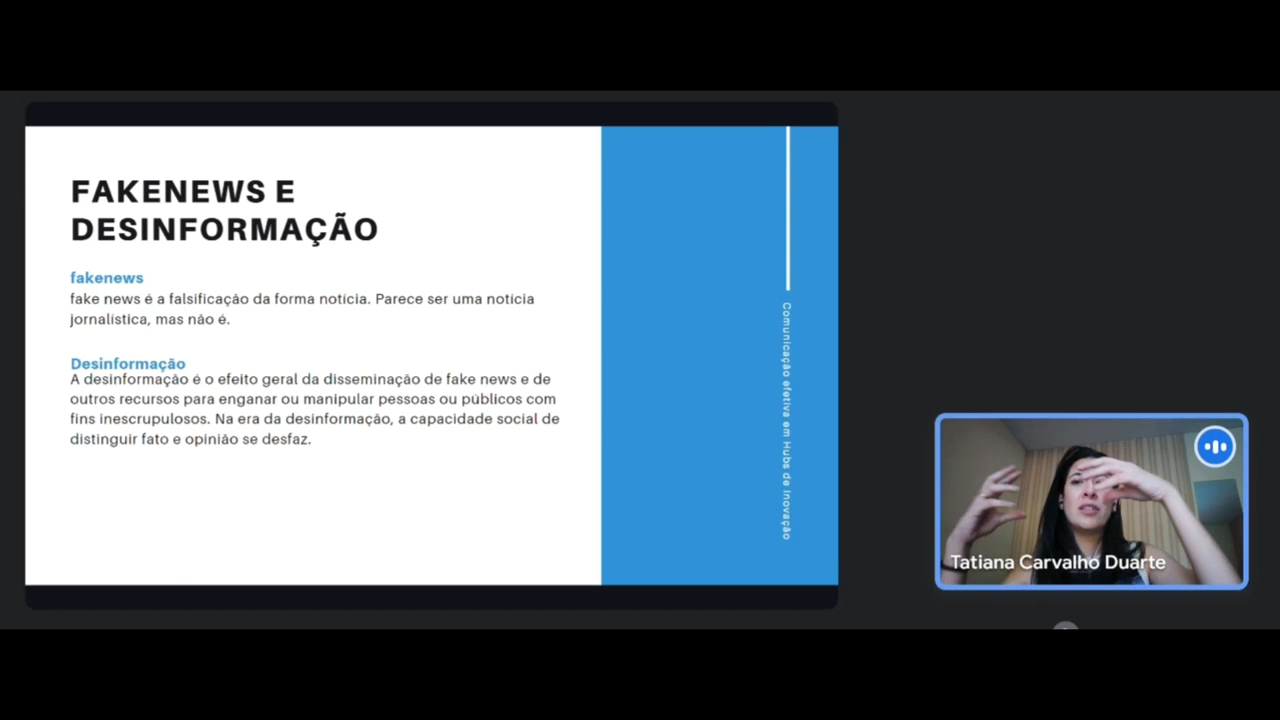 FAKENEWS E
DESINFORMAÇÃO
fakenews
fake news é a falsificação da forma notícia. Parece ser uma notícia
jornalística, mas não é.
Desinformação
A desinformação é o efeito geral da disseminação de fake news e de
outros recursos para enganar ou manipular pessoas ou públicos com
fins inescrupulosos. Na era da desinformação, a capacidade social de
distinguir fato e opinião se desfaz.
Comunicação efetiva em Hubs de Inovação
Tatiana Carvalho Duarte